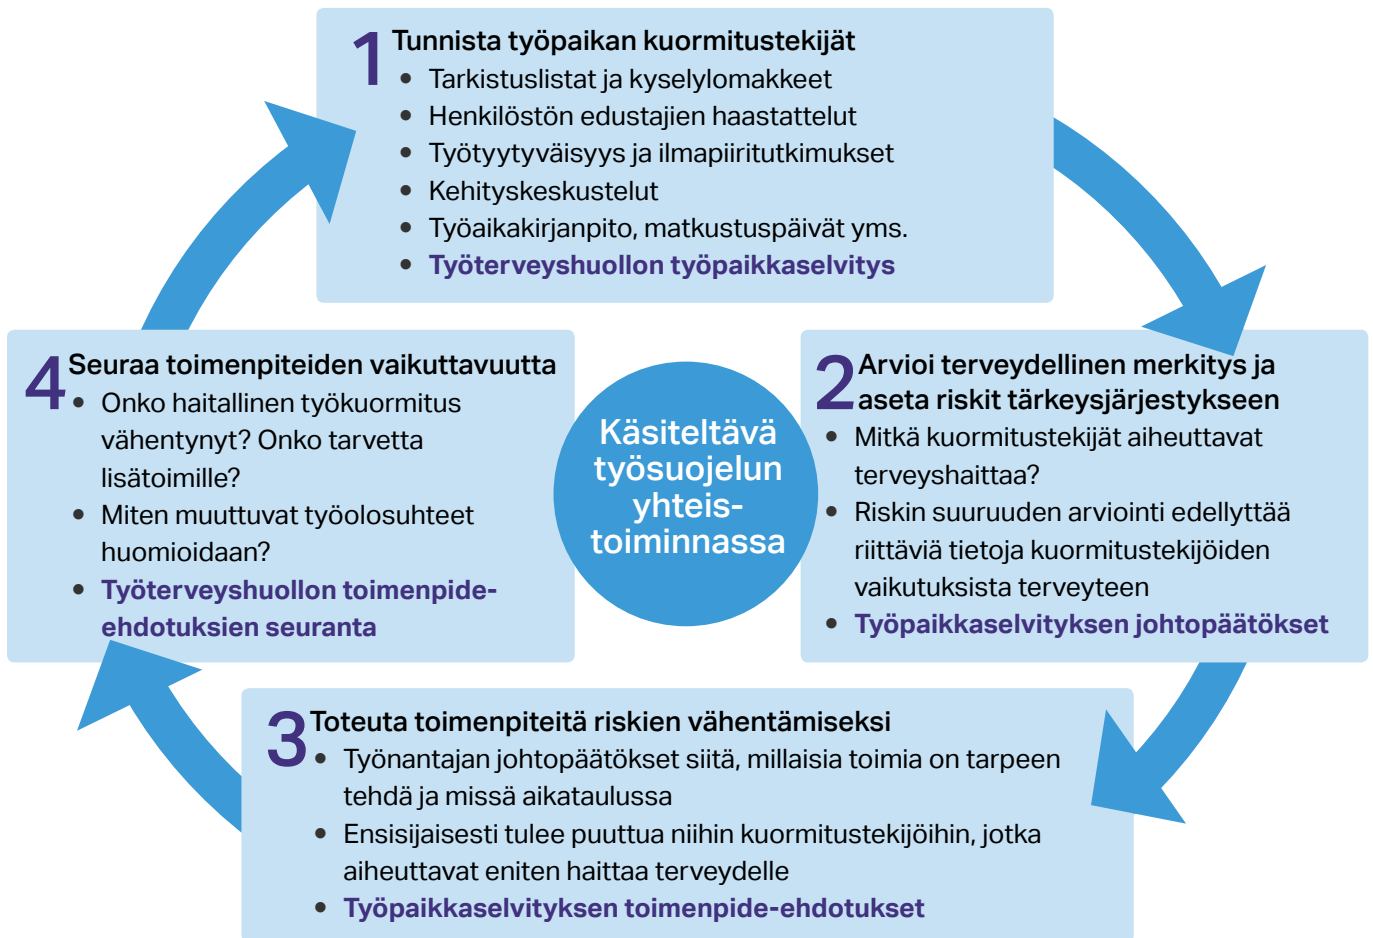 1 Tunnista työpaikan kuormitustekijät
• Tarkistuslistat ja kyselylomakkeet
• Henkilöstön edustajien haastattelut
• Työtyytyväisyys ja ilmapiiritutkimukset
• Kehityskeskustelut
• Työaikakirjanpito, matkustuspäivät yms.
• Työterveyshuollon työpaikkaselvitys
2 Arvioi terveydellinen merkitys ja
aseta riskit tärkeysjärjestykseen
• Mitkä kuormitustekijät aiheuttavat
terveyshaittaa?
• Riskin suuruuden arviointi edellyttää
riittäviä tietoja kuormitustekijöiden
vaikutuksista terveyteen
• Työpaikkaselvityksen johtopäätökset
3 Toteuta toimenpiteitä riskien vähentämiseksi
• Työnantajan johtopäätökset siitä, millaisia toimia on tarpeen
tehdä ja missä aikataulussa
• Ensisijaisesti tulee puuttua niihin kuormitustekijöihin, jotka
aiheuttavat eniten haittaa terveydelle
• Työpaikkaselvityksen toimenpide-ehdotukset
4 Seuraa toimenpiteiden vaikuttavuutta
• Onko haitallinen työkuormitus
vähentynyt? Onko tarvetta
lisätoimille?
• Miten muuttuvat työolosuhteet
huomioidaan?
• Työterveyshuollon toimenpide-
ehdotuksien seuranta
Käsiteltävä
työsuojelun
yhteis-
toiminnassa